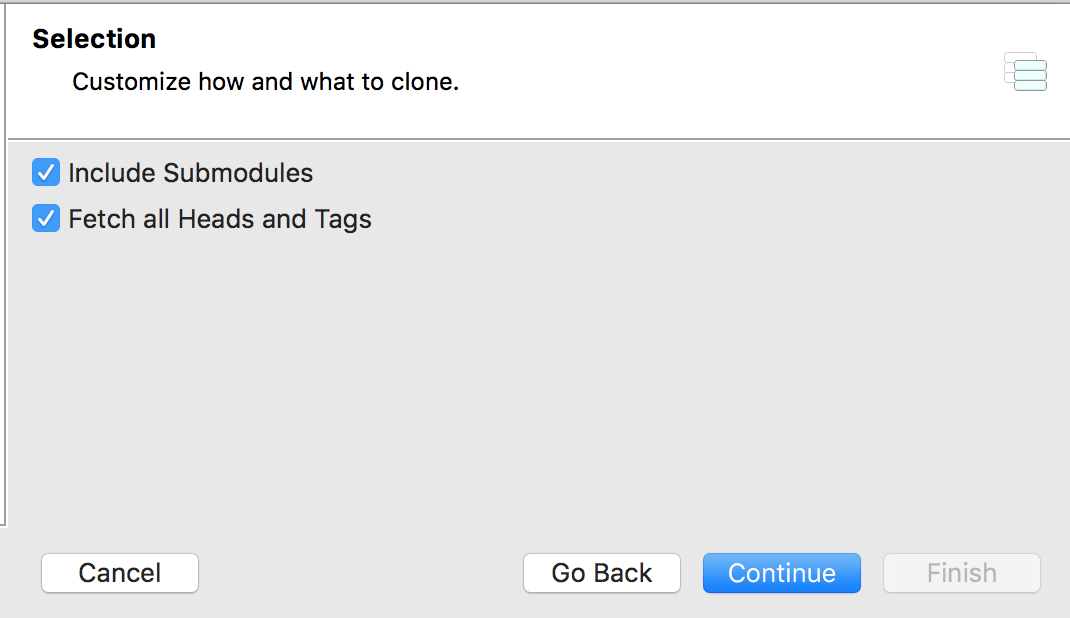 Selection
Customize how and what to clone.
Include Submodules
Fetch all Heads and Tags
Cancel
Go Back
Continue
Finish